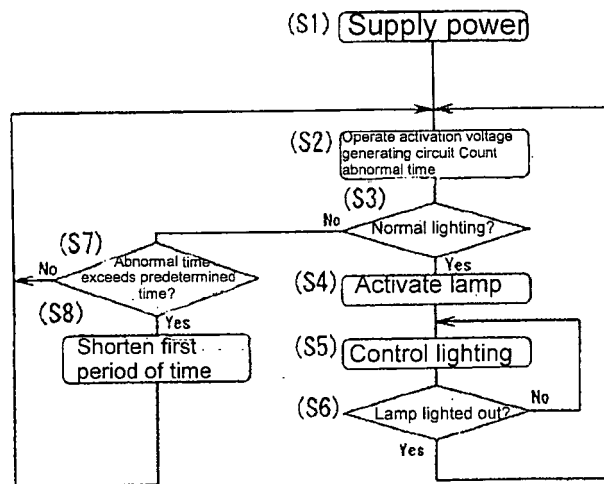 (S1)
Supply power
(S2)
Operate activation voltage
generating circuit Count
abnormal time
(S3)
Normal lighting?
No
Yes
(S7)
Abnormal time
exceeds predetermined
time?
No
Yes
(S8)
Shorten first
period of time
(S4)
Activate lamp
(S5)
Control lighting
(S6)
Lamp lighted out?
No
Yes